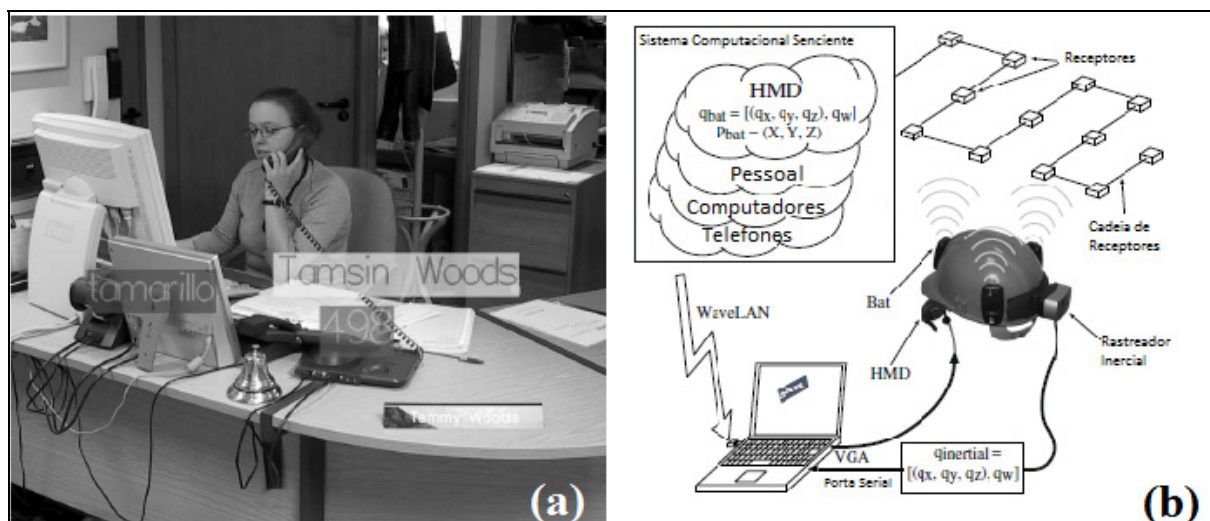 tamarillo
Tamsin Woods
498
Tammy Woods
(a)
Sistema Computacional Senciente
HMD
qbat = [(qx, qy, qz), qw]
Pbat – (X, Y, Z)
Pessoal
Computadores
Telefones
Receptores
Cadeia de
Receptores
Bat
WaveLAN
HMD
Rastreador
Inercial
VGA
Porta Serial
qinertial =
[(qx, qy, qz), qw]
(b)